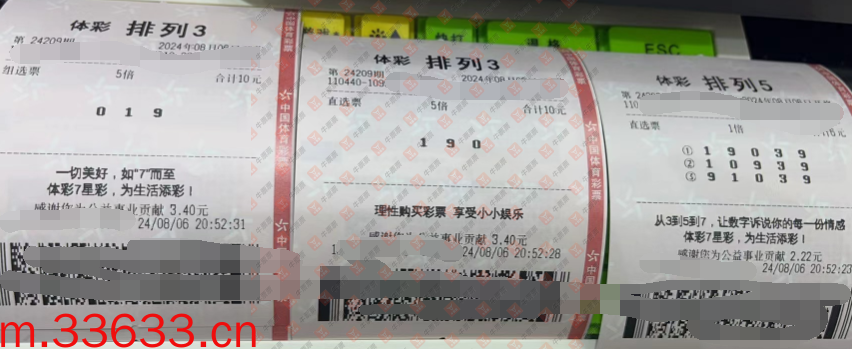 体彩 排列3
第 24209期
2024年08月06
组选票 5倍 合计10元
0 1 9
一切美好，如“7”而至
体彩7星彩，为生活添彩！
感谢您为公益事业贡献 3.40元
24/08/06 20:52:31
中国体育彩票
体彩 排列3
第 24209期
110440-109
直选票 5倍 合计10元
1 9 0
理性购买彩票 享受小小娱乐
感谢您为公益事业贡献 3.40元
24/08/06 20:52:28
中国体育彩票
体彩 排列5
110
直选票 1倍
① 1 9 0 3 9
② 1 0 9 3 9
③ 9 1 0 3 9
从3到5到7，让数字诉说你的每一份情感
体彩7星彩，为生活添彩！
感谢您为公益事业贡献 2.22元
24/08/06 20:52:23
退格
ESC
m.33633.cn